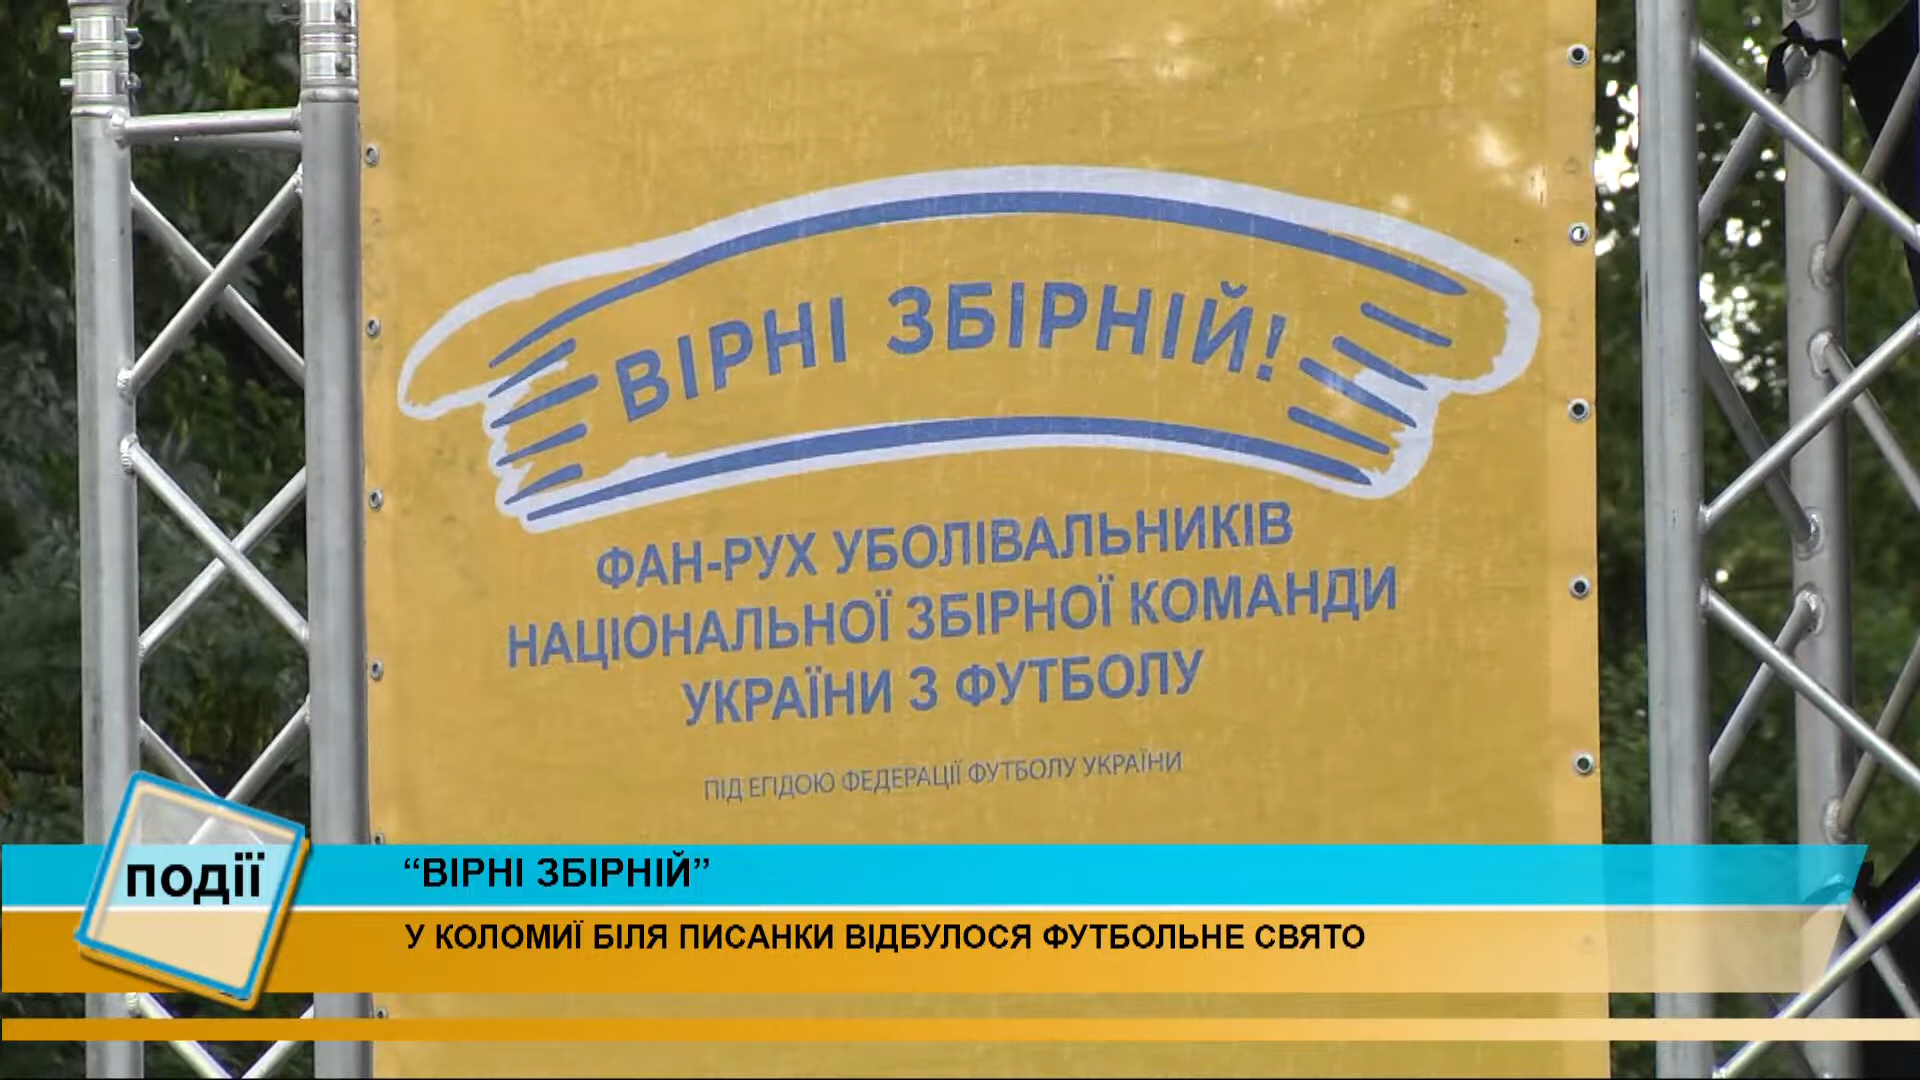 ВІРНІ ЗБІРНІЙ!
ФАН-РУХ УБОЛІВАЛЬНИКІВ
НАЦІОНАЛЬНОЇ ЗБІРНОЇ КОМАНДИ
УКРАЇНИ З ФУТБОЛУ
ПІД ЕГІДОЮ ФЕДЕРАЦІЇ ФУТБОЛУ УКРАЇНИ
події
“ВІРНІ ЗБІРНІЙ”
У КОЛОМИЇ БІЛЯ ПИСАНКИ ВІДБУЛОСЯ ФУТБОЛЬНЕ СВЯТО